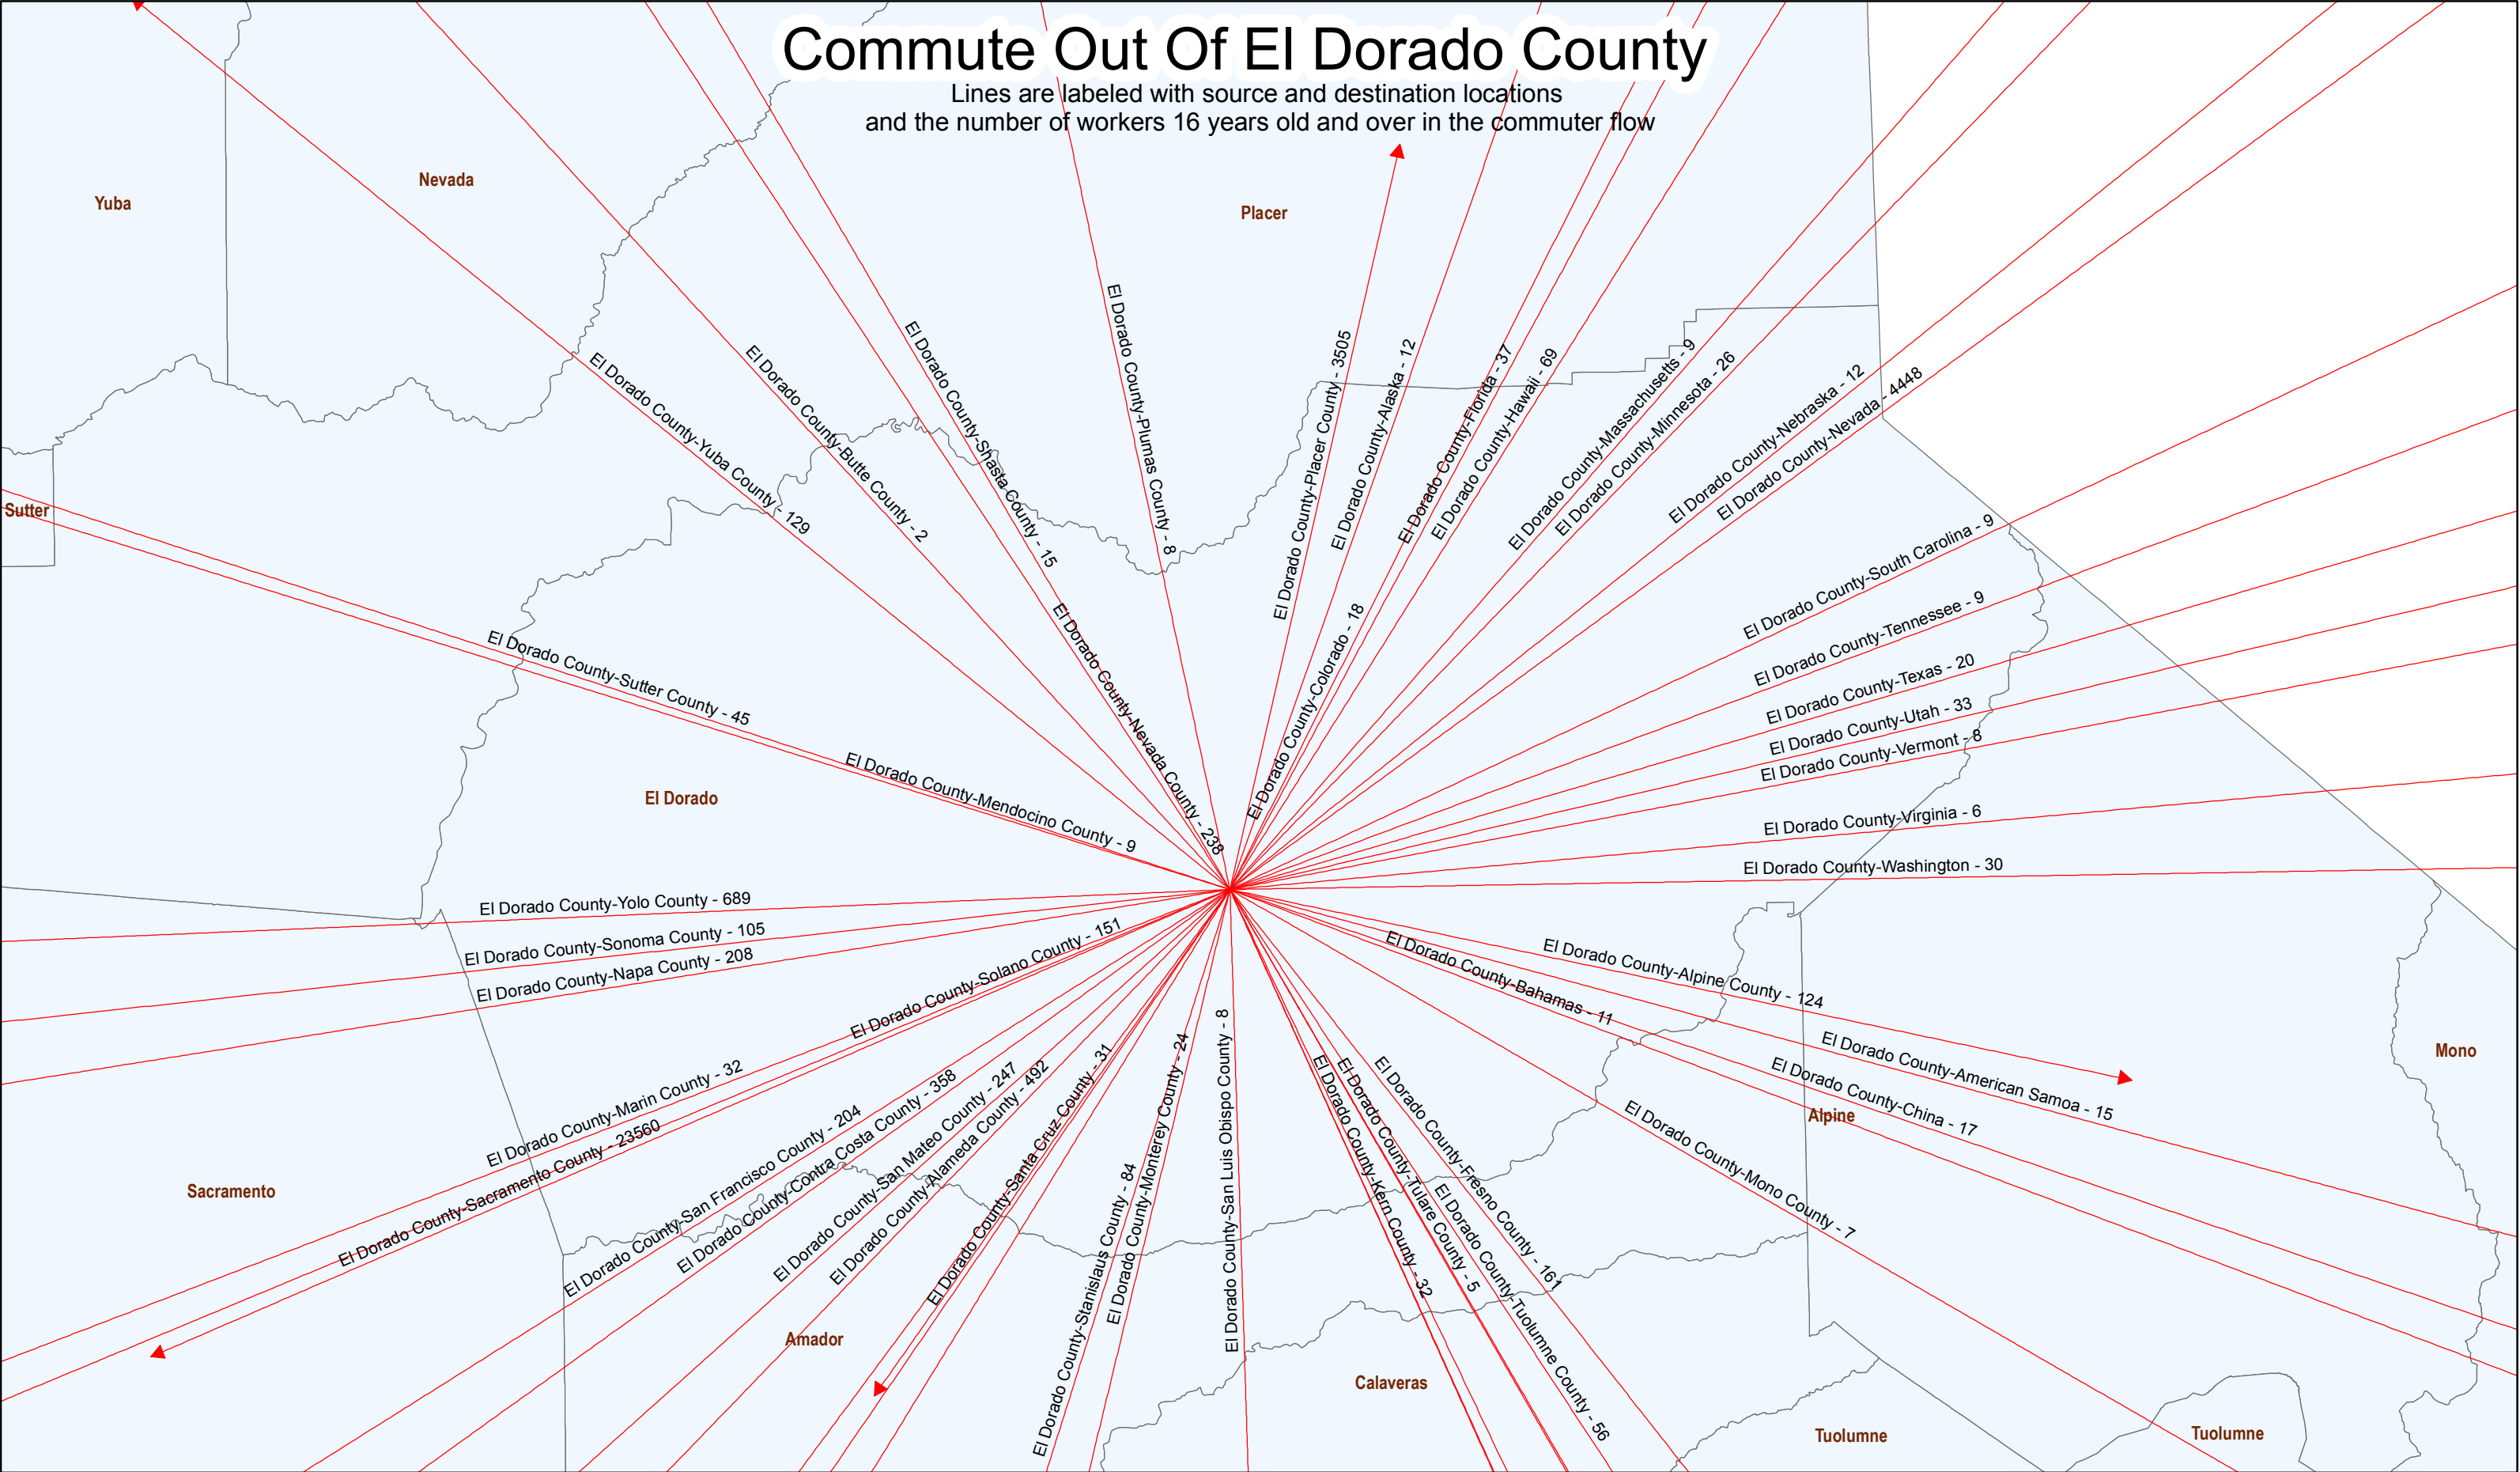 Commute Out Of El Dorado County
Lines are labeled with source and destination locations
and the number of workers 16 years old and over in the commuter flow
Yuba
Nevada
Placer
Sutter
El Dorado
Sacramento
Amador
Calaveras
Alpine
Mono
Tuolumne
Tuolumne
El Dorado County-Yuba County - 129
El Dorado County-Butte County - 2
El Dorado County-Shasta County - 15
El Dorado County-Nevada County - 238
El Dorado County-Plumas County - 8
El Dorado County-Placer County - 3505
El Dorado County-Alaska - 12
El Dorado County-Colorado - 18
El Dorado County-Florida - 37
El Dorado County-Hawaii - 69
El Dorado County-Massachusetts - 9
El Dorado County-Minnesota - 26
El Dorado County-Nebraska - 12
El Dorado County-Nevada - 4448
El Dorado County-South Carolina - 9
El Dorado County-Tennessee - 9
El Dorado County-Texas - 20
El Dorado County-Utah - 33
El Dorado County-Vermont - 8
El Dorado County-Virginia - 6
El Dorado County-Washington - 30
El Dorado County-Sutter County - 45
El Dorado County-Mendocino County - 9
El Dorado County-Yolo County - 689
El Dorado County-Sonoma County - 105
El Dorado County-Napa County - 208
El Dorado County-Solano County - 151
El Dorado County-Marin County - 32
El Dorado County-Sacramento County - 23560
El Dorado County-San Francisco County - 204
El Dorado County-Contra Costa County - 358
El Dorado County-San Mateo County - 247
El Dorado County-Alameda County - 492
El Dorado County-Santa Cruz County - 31
El Dorado County-Stanislaus County - 84
El Dorado County-Monterey County - 24
El Dorado County-San Luis Obispo County - 8
El Dorado County-Kern County - 32
El Dorado County-Tulare County - 5
El Dorado County-Tuolumne County - 56
El Dorado County-Fresno County - 161
El Dorado County-Mono County - 7
El Dorado County-Bahamas - 11
El Dorado County-China - 17
El Dorado County-American Samoa - 15
El Dorado County-Alpine County - 124